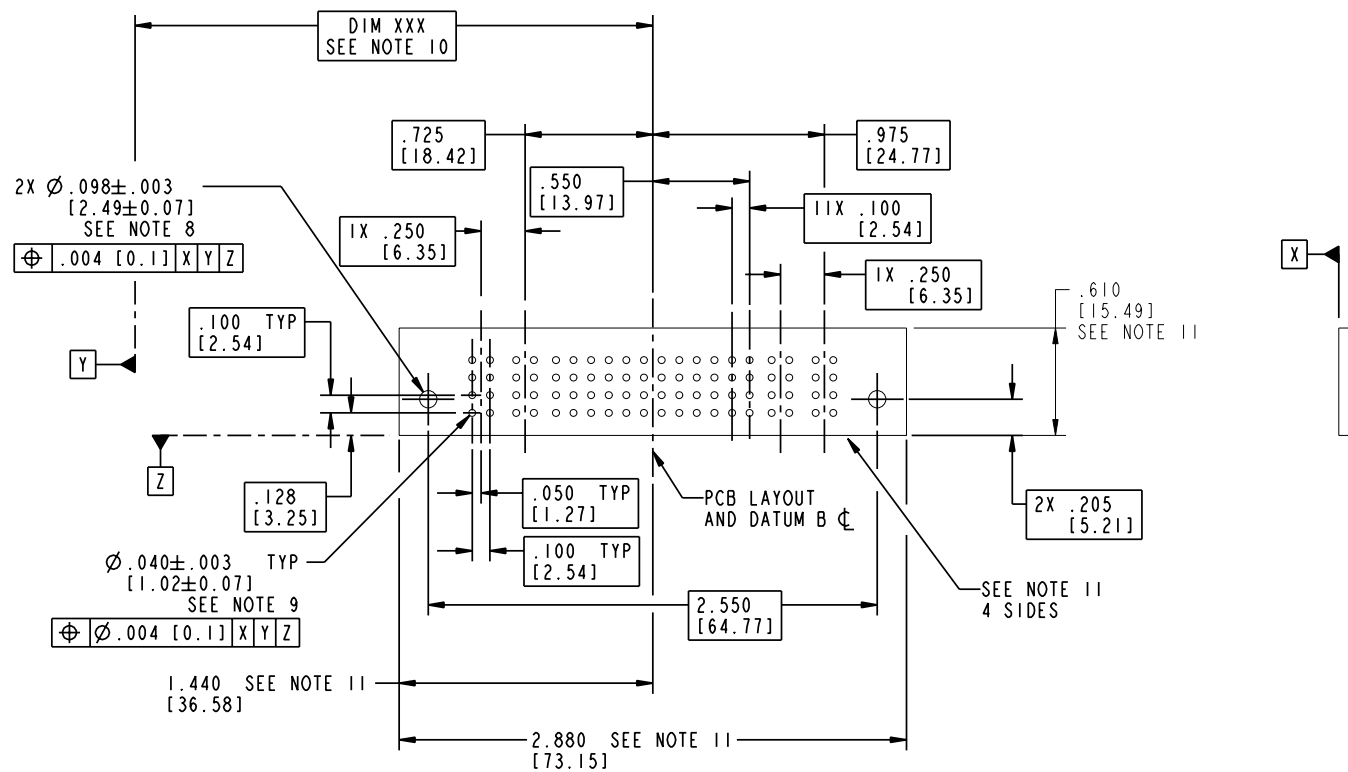 DIM XXX
SEE NOTE 10
.725
[18.42]
.975
[24.77]
2X Ø .098±.003
[2.49±0.07]
SEE NOTE 8
⌖ .004 [0.1] X Y Z
.550
[13.97]
1X .250
[6.35]
11X .100
[2.54]
X
1X .250
[6.35]
.610
[15.49]
SEE NOTE 11
.100 TYP
[2.54]
Y
Z
.128
[3.25]
.050 TYP
[1.27]
PCB LAYOUT
AND DATUM B ℄
2X .205
[5.21]
Ø .040±.003 TYP
[1.02±0.07]
SEE NOTE 9
⌖ Ø.004 [0.1] X Y Z
.100 TYP
[2.54]
2.550
[64.77]
SEE NOTE 11
4 SIDES
1.440 SEE NOTE 11
[36.58]
2.880 SEE NOTE 11
[73.15]